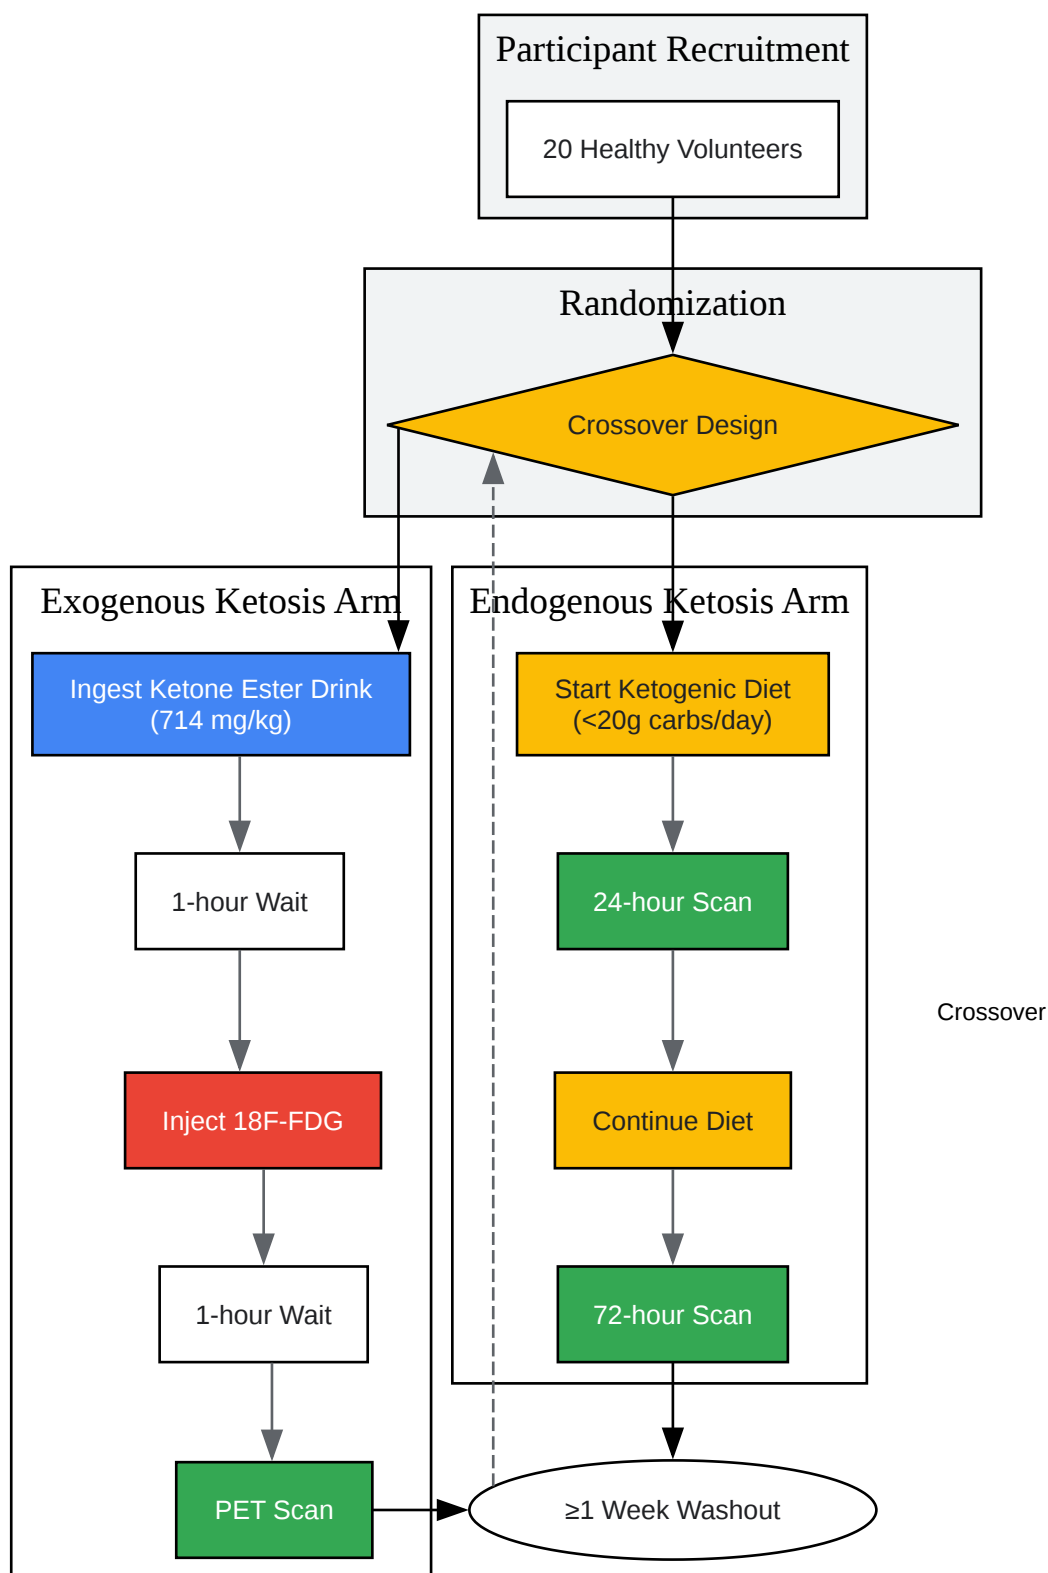 Participant Recruitment
20 Healthy Volunteers
Randomization
Crossover Design
Exogenous Ketosis Arm
Ingest Ketone Ester Drink
(714 mg/kg)
1-hour Wait
Inject 18F-FDG
1-hour Wait
PET Scan
Endogenous Ketosis Arm
Start Ketogenic Diet
(<20g carbs/day)
24-hour Scan
Continue Diet
72-hour Scan
≥1 Week Washout
Crossover